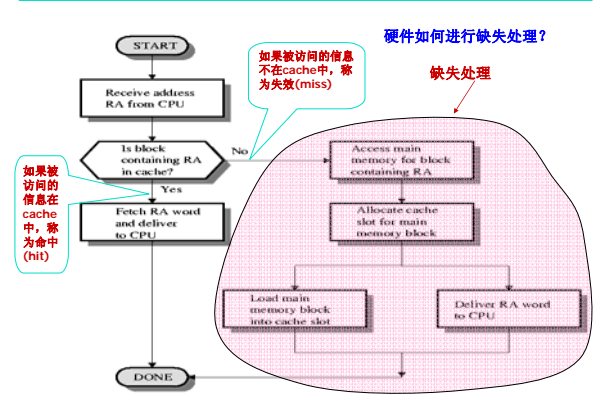 硬件如何进行缺失处理？
START
如果被访问的信息
不在cache中，称
为失效(miss)
缺失处理
Receive address
RA from CPU
Is block
containing RA
in cache?
No
Access main
memory for block
containing RA
如果被
访问的
信息在
cache
中，称
为命中
(hit)
Yes
Fetch RA word
and deliver
to CPU
Allocate cache
slot for main
memory block
Load main
memory block
into cache slot
Deliver RA word
to CPU
DONE